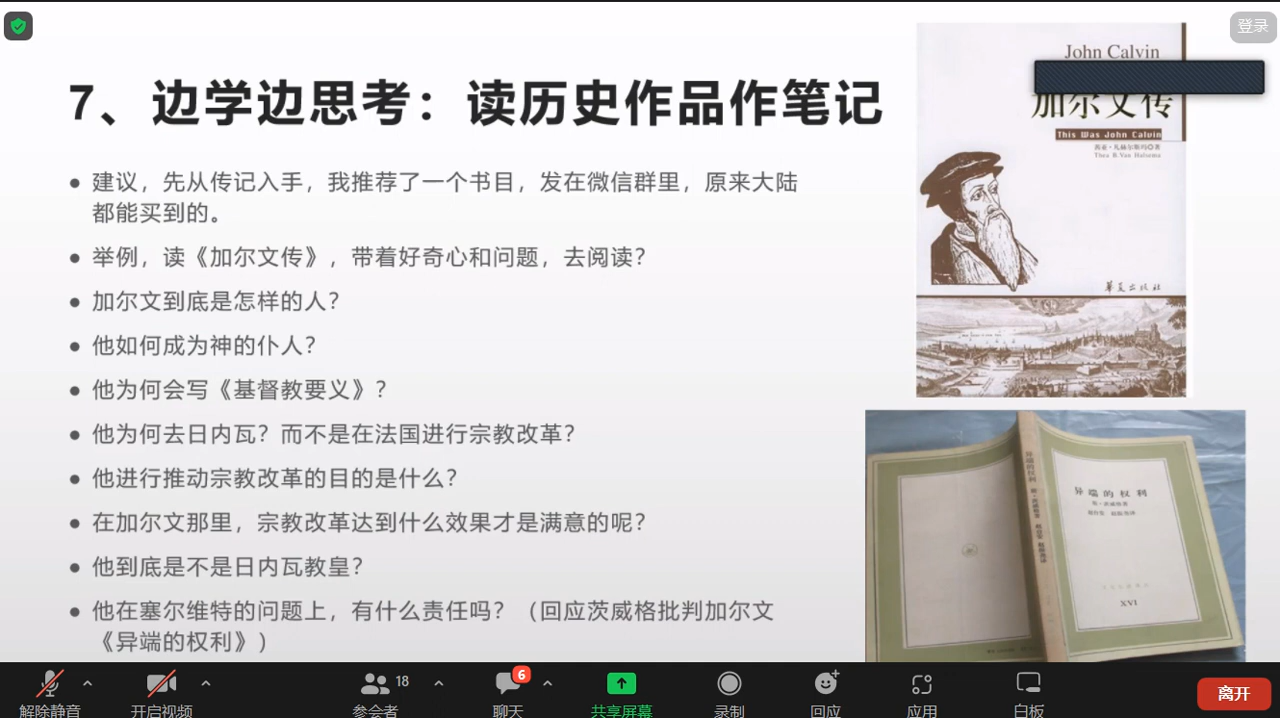 登录
7、边学边思考：读历史作品作笔记
● 建议，先从传记入手，我推荐了一个书目，发在微信群里，原来大陆
都能买到的。
● 举例，读《加尔文传》，带着好奇心和问题，去阅读？
● 加尔文到底是怎样的人？
● 他如何成为神的仆人？
● 他为何会写《基督教要义》？
● 他为何去日内瓦？而不是在法国进行宗教改革？
● 他进行推动宗教改革的目的是什么？
● 在加尔文那里，宗教改革达到什么效果才是满意的呢？
● 他到底是不是日内瓦教皇？
● 他在塞尔维特的问题上，有什么责任吗？（回应茨威格批判加尔文
《异端的权利》）
John Calvin
加尔文传
This Was John Calvin
Thea B.Van Halsema
华夏出版社
异端的权利
异端的权利
XVI
解除静音
开启视频
18
参会者
6
聊天
共享屏幕
录制
回应
应用
白板
离开